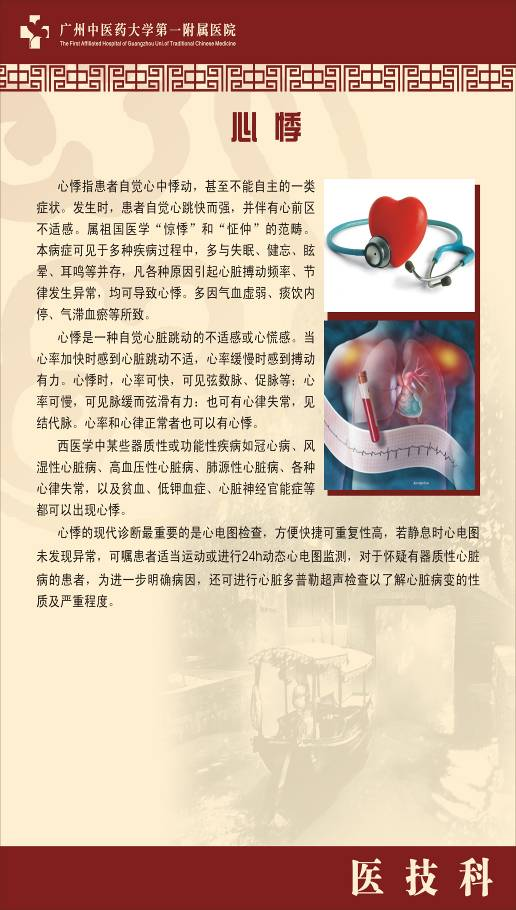 广州中医药大学第一附属医院
The First Affiliated Hospital of Guangzhou Uni.of Traditional Chinese Medicine
心 悸
心悸指患者自觉心中悸动，甚至不能自主的一类
症状。发生时，患者自觉心跳快而强，并伴有心前区
不适感。属祖国医学“惊悸”和“怔仲”的范畴。
本病症可见于多种疾病过程中，多与失眠、健忘、眩
晕、耳鸣等并存，凡各种原因引起心脏搏动频率、节
律发生异常，均可导致心悸。多因气血虚弱、痰饮内
停、气滞血瘀等所致。
心悸是一种自觉心脏跳动的不适感或心慌感。当
心率加快时感到心脏跳动不适，心率缓慢时感到搏动
有力。心悸时，心率可快，可见弦数脉、促脉等；心
率可慢，可见脉缓而弦滑有力；也可有心律失常，见
结代脉。心率和心律正常者也可以有心悸。
西医学中某些器质性或功能性疾病如冠心病、风
湿性心脏病、高血压性心脏病、肺源性心脏病、各种
心律失常，以及贫血、低钾血症、心脏神经官能症等
都可以出现心悸。
心悸的现代诊断最重要的是心电图检查，方便快捷可重复性高，若静息时心电图
未发现异常，可嘱患者适当运动或进行24h动态心电图监测，对于怀疑有器质性心脏
病的患者，为进一步明确病因，还可进行心脏多普勒超声检查以了解心脏病变的性
质及严重程度。
医技科